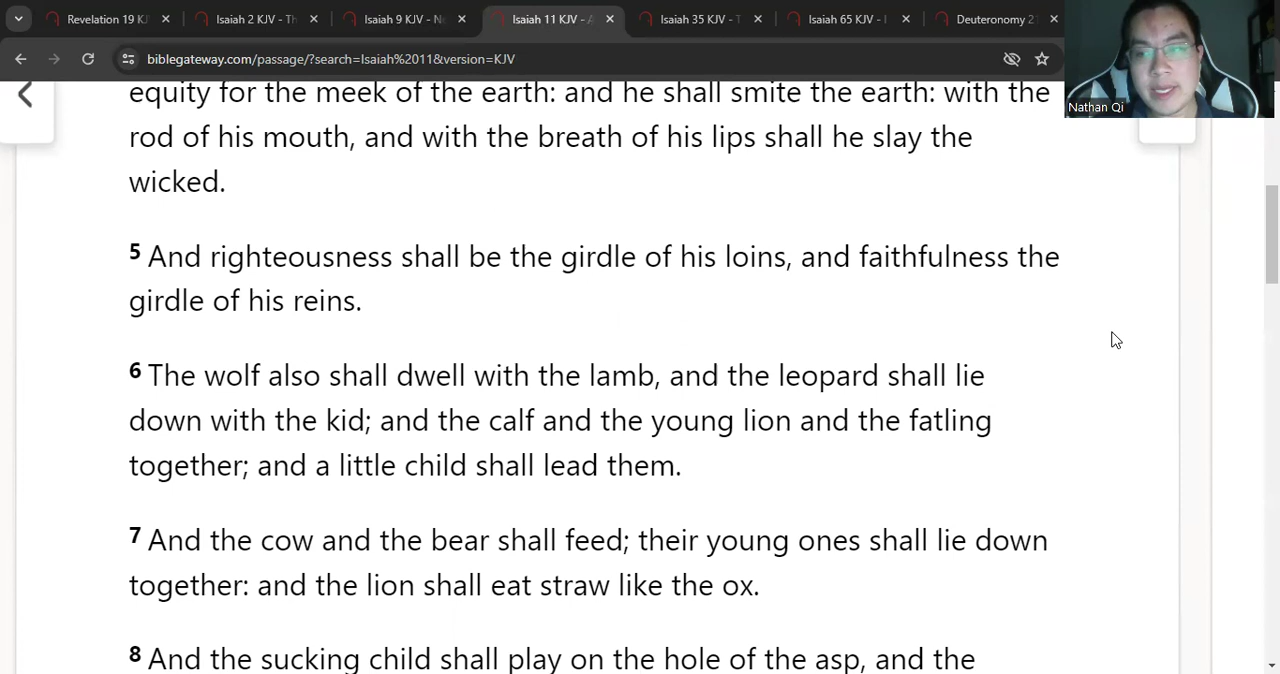 Revelation 19 KJ
Isaiah 2 KJV - Th
Isaiah 9 KJV - Ne
Isaiah 11 KJV - A
Isaiah 35 KJV - T
Isaiah 65 KJV - I
Deuteronomy 2
biblegateway.com/passage/?search=Isaiah%2011&version=KJV
Nathan Qi
equity for the meek of the earth: and he shall smite the earth: with the
rod of his mouth, and with the breath of his lips shall he slay the
wicked.
5 And righteousness shall be the girdle of his loins, and faithfulness the
girdle of his reins.
6 The wolf also shall dwell with the lamb, and the leopard shall lie
down with the kid; and the calf and the young lion and the fatling
together; and a little child shall lead them.
7 And the cow and the bear shall feed; their young ones shall lie down
together: and the lion shall eat straw like the ox.
8 And the sucking child shall play on the hole of the asp, and the